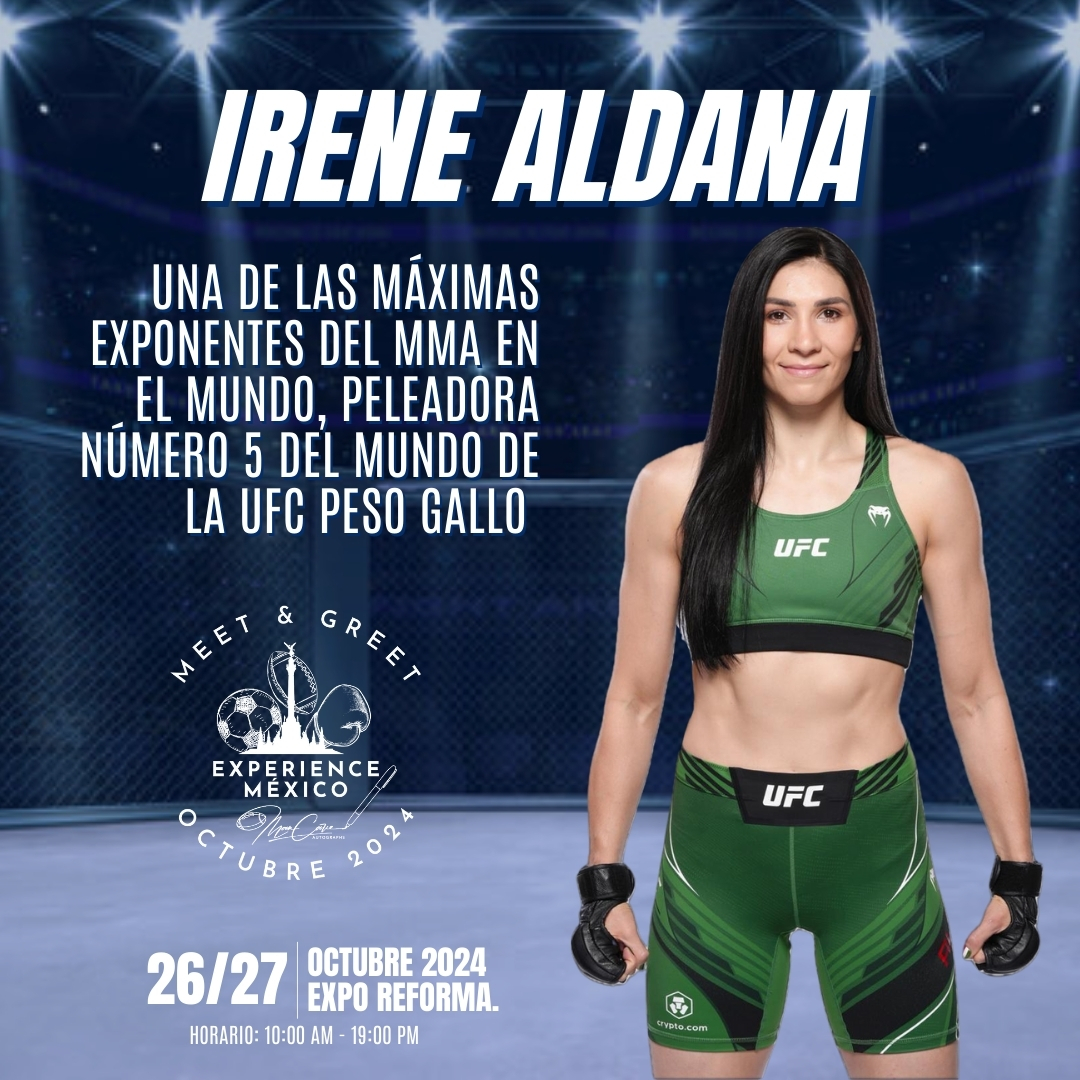 IRENE ALDANA
UNA DE LAS MÁXIMAS
EXPONENTES DEL MMA EN
EL MUNDO, PELEADORA
NÚMERO 5 DEL MUNDO DE
LA UFC PESO GALLO
UFC
MEET & GREET
EXPERIENCE
MÉXICO
AUTOGRAPHS
OCTUBRE 2024
UFC
26/27
OCTUBRE 2024
EXPO REFORMA.
HORARIO: 10:00 AM - 19:00 PM
crypto.com